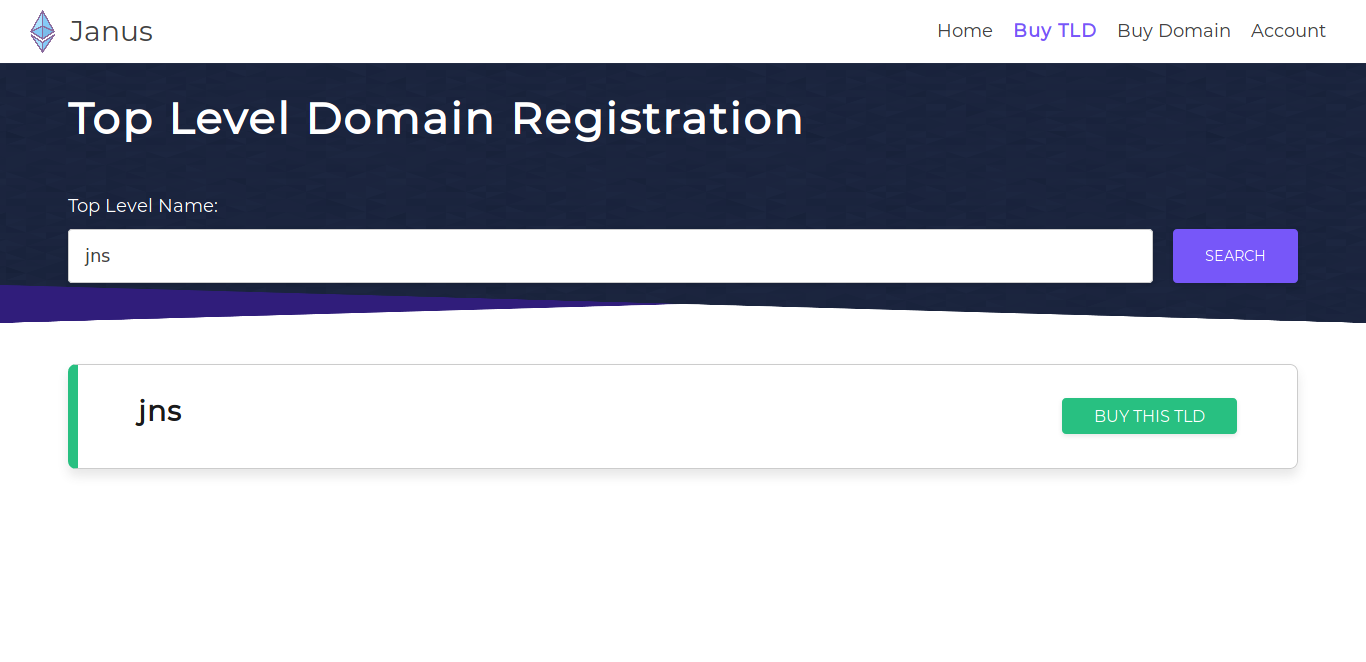 Janus
Home Buy TLD Buy Domain Account
Top Level Domain Registration
Top Level Name:
jns SEARCH
jns BUY THIS TLD